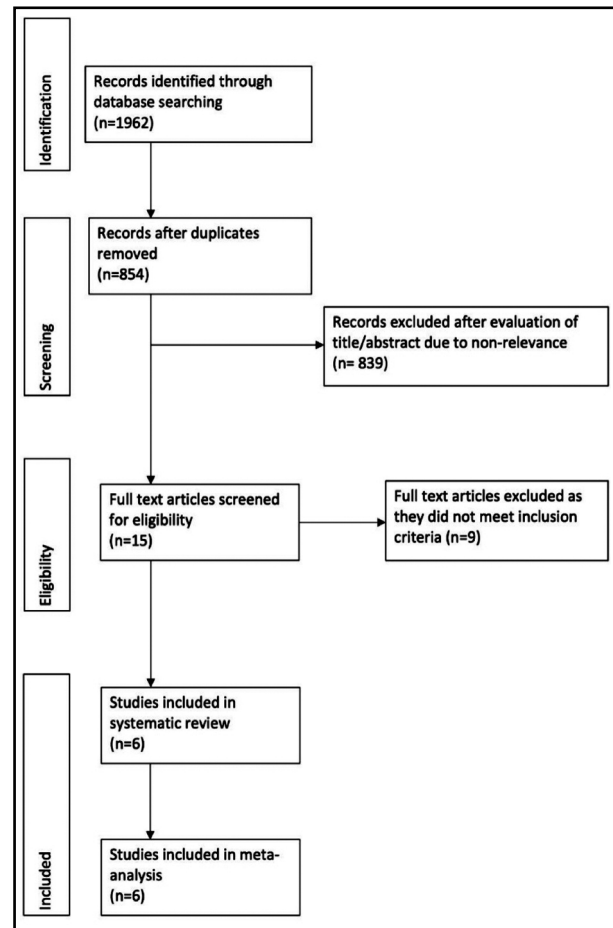 Identification
Records identified through
database searching
(n=1962)
Screening
Records after duplicates
removed
(n=854)
Records excluded after evaluation of
title/abstract due to non-relevance
(n= 839)
Eligibility
Full text articles screened
for eligibility
(n=15)
Full text articles excluded as
they did not meet inclusion
criteria (n=9)
Included
Studies included in
systematic review
(n=6)
Studies included in meta-
analysis
(n=6)